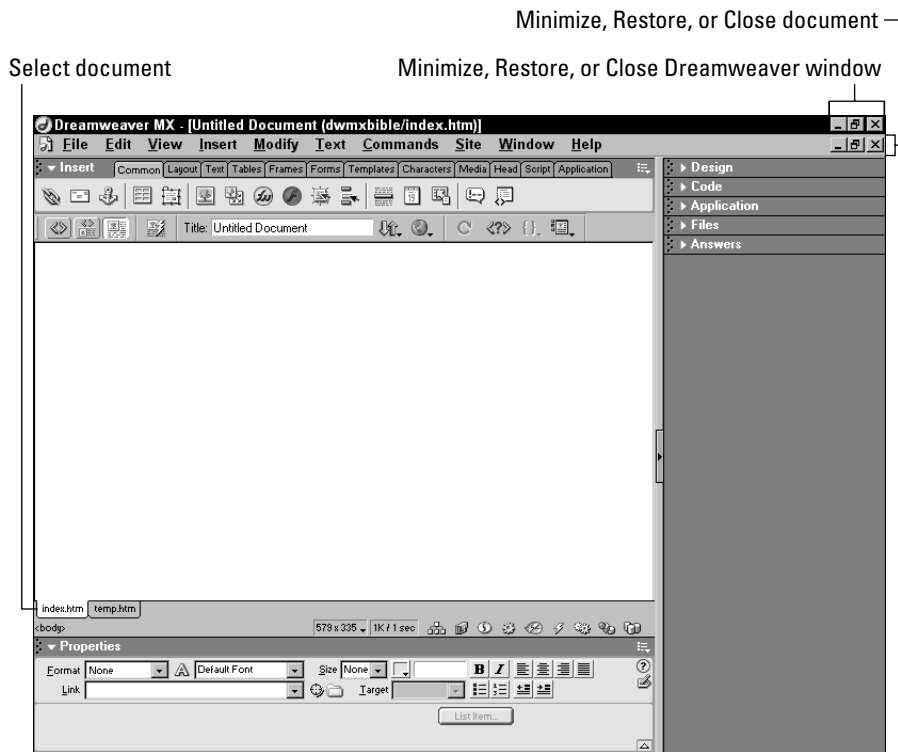 Minimize, Restore, or Close document
Select document
Minimize, Restore, or Close Dreamweaver window
Dreamweaver MX - [Untitled Document (dwmxbible/index.htm)]
File Edit View Insert Modify Text Commands Site Window Help
Insert Common Layout Text Tables Frames Forms Templates Characters Media Head Script Application
Design
Code
Application
Files
Answers
Title: Untitled Document
index.htm temp.htm
<body> 579 x 335 1K / 1 sec
Properties
Format None Default Font Size None B I
Link Target
List Item...